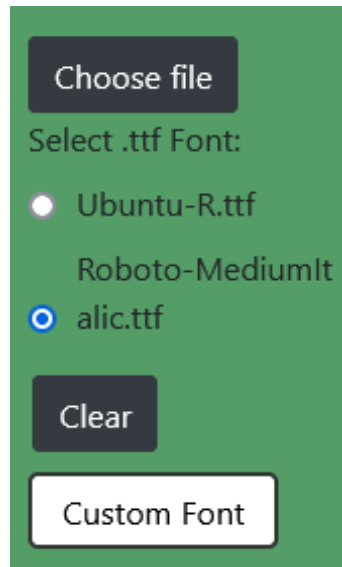 Choose file
Select .ttf Font:
Ubuntu-R.ttf
Roboto-MediumIt
alic.ttf
Clear
Custom Font